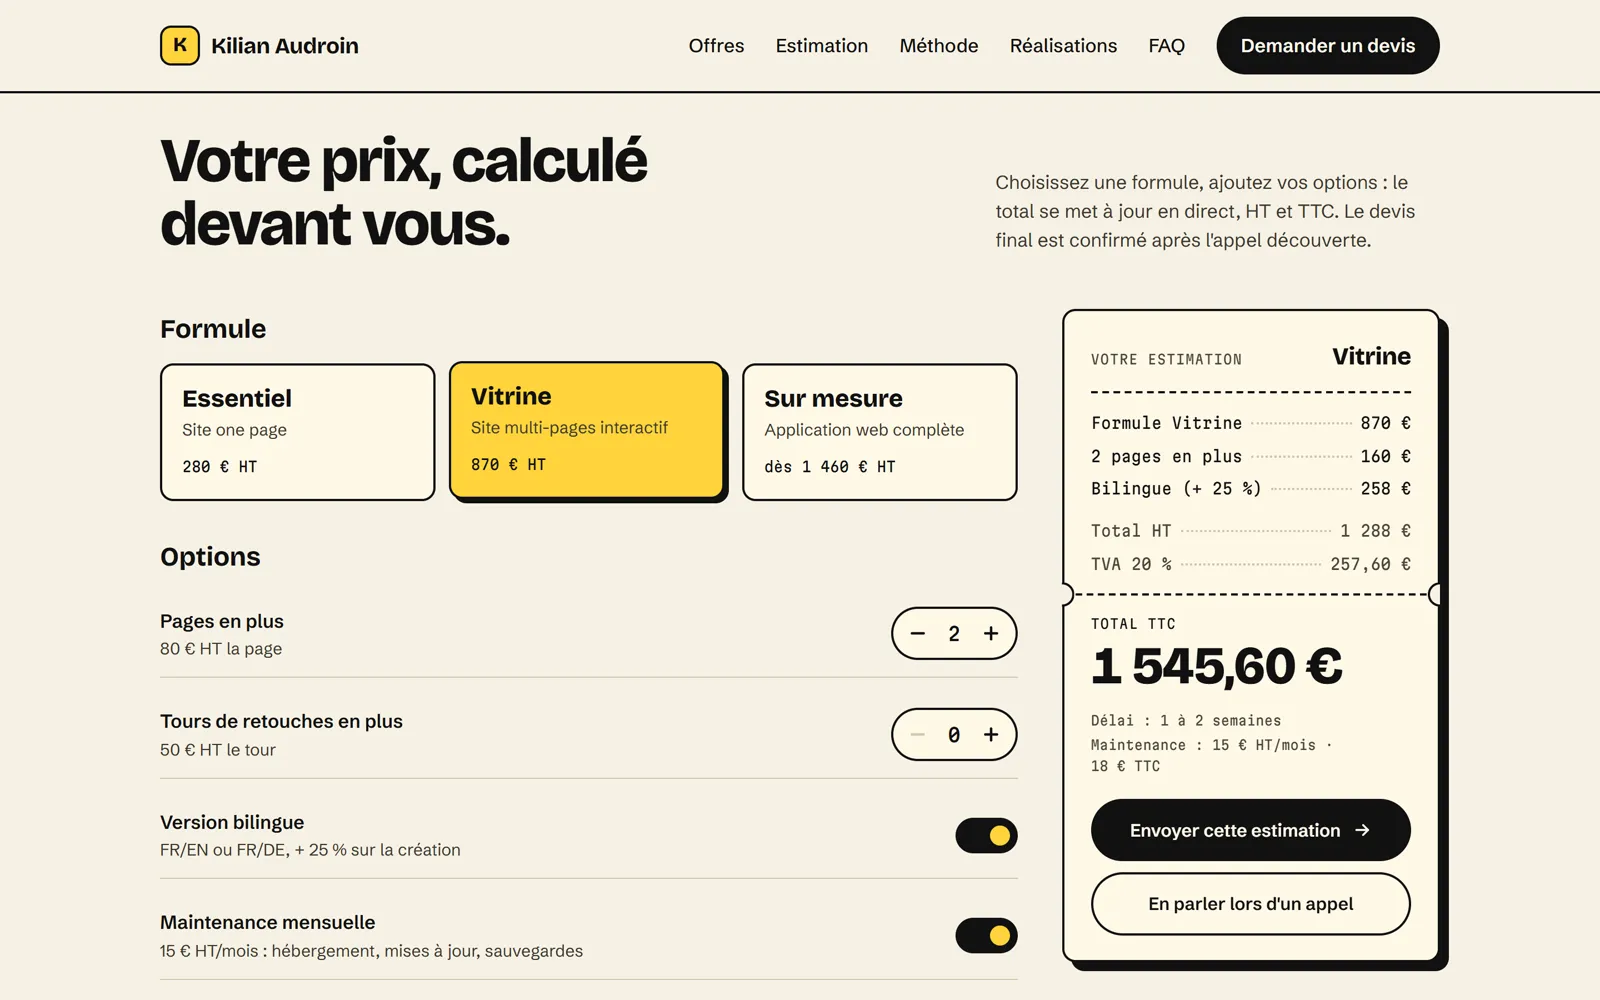 K Kilian Audroin
Offres Estimation Méthode Réalisations FAQ Demander un devis
Votre prix, calculé
devant vous.
Choisissez une formule, ajoutez vos options : le
total se met à jour en direct, HT et TTC. Le devis
final est confirmé après l'appel découverte.
Formule
Essentiel
Site one page
280 € HT
Vitrine
Site multi-pages interactif
870 € HT
Sur mesure
Application web complète
dès 1 460 € HT
Options
Pages en plus
80 € HT la page
− 2 +
Tours de retouches en plus
50 € HT le tour
− 0 +
Version bilingue
FR/EN ou FR/DE, + 25 % sur la création
Maintenance mensuelle
15 € HT/mois : hébergement, mises à jour, sauvegardes
VOTRE ESTIMATION Vitrine
Formule Vitrine 870 €
2 pages en plus 160 €
Bilingue (+ 25 %) 258 €
Total HT 1 288 €
TVA 20 % 257,60 €
TOTAL TTC
1 545,60 €
Délai : 1 à 2 semaines
Maintenance : 15 € HT/mois ·
18 € TTC
Envoyer cette estimation →
En parler lors d'un appel